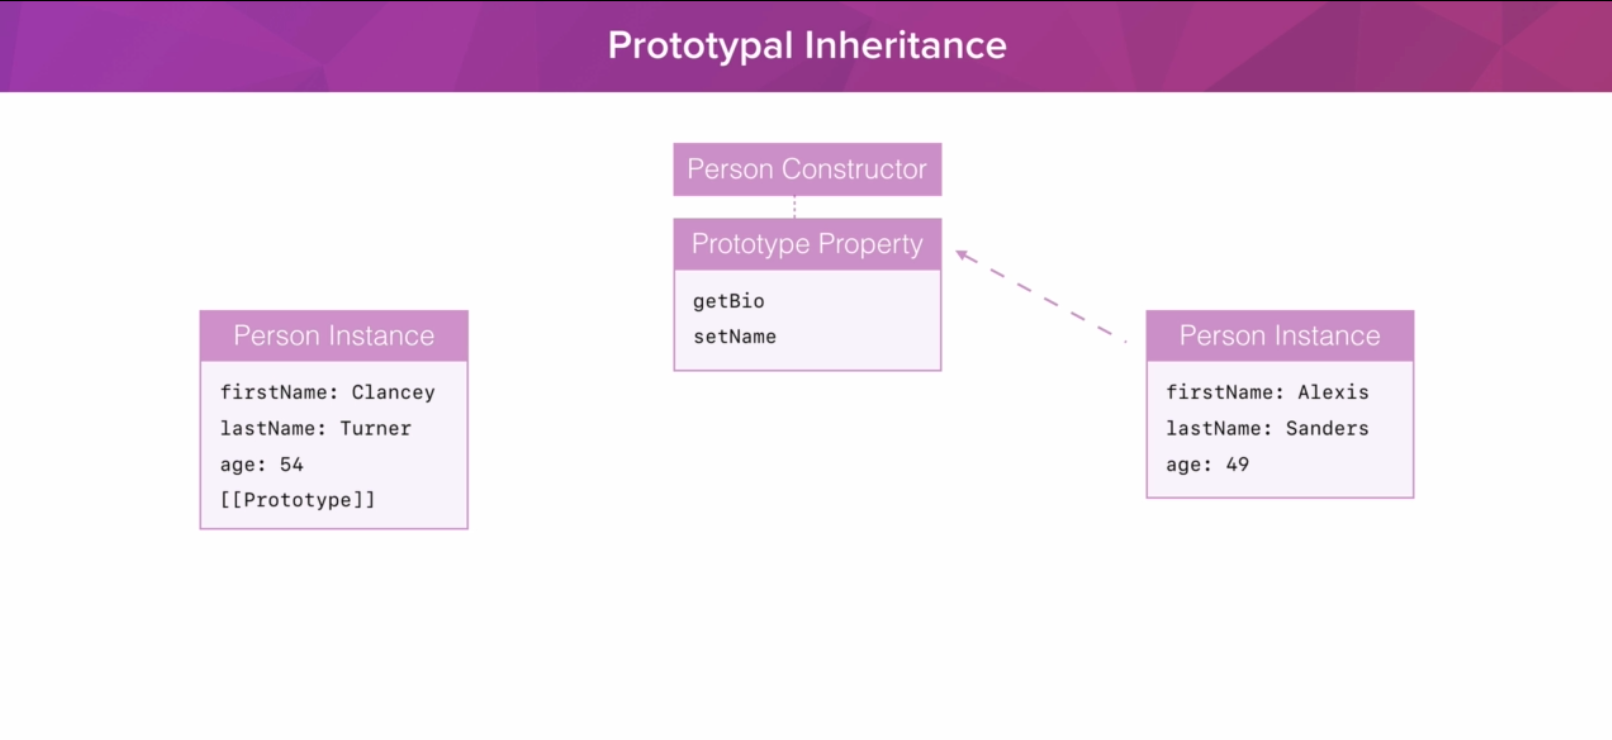 Prototypal Inheritance
Person Constructor
Prototype Property
getBio
setName
Person Instance
firstName: Clancey
lastName: Turner
age: 54
[[Prototype]]
Person Instance
firstName: Alexis
lastName: Sanders
age: 49